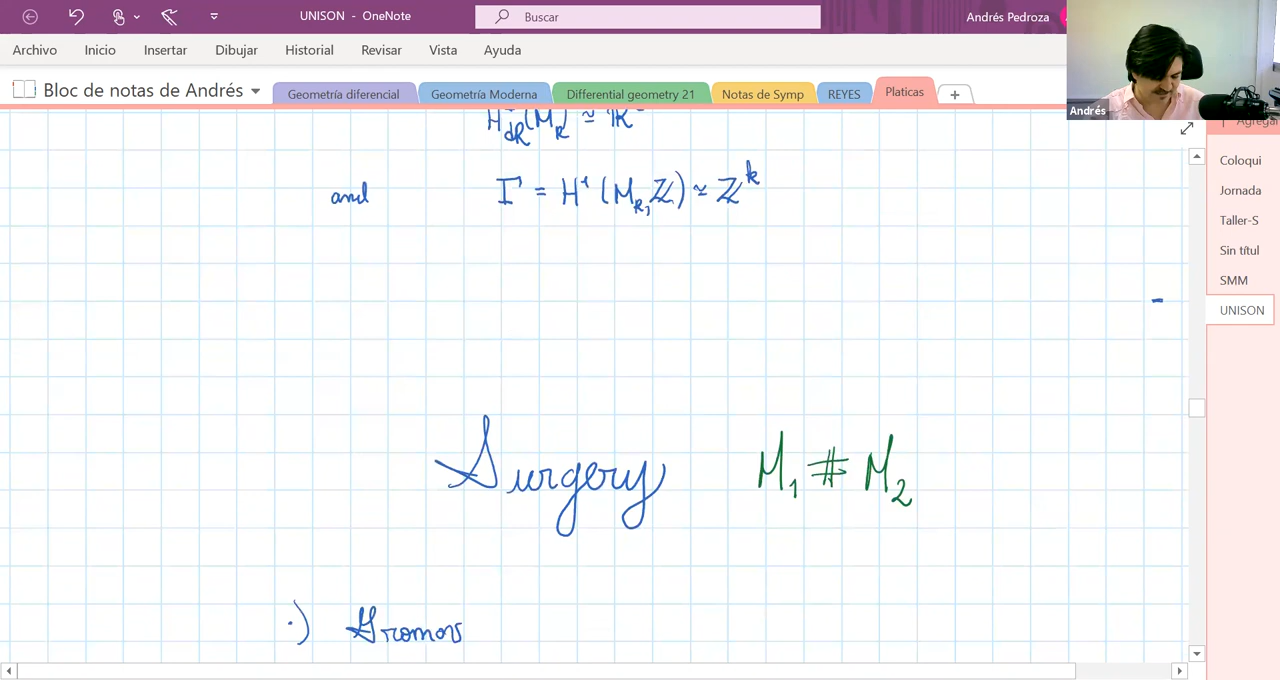 UNISON - OneNote
Buscar
Andrés Pedroza
Archivo Inicio Insertar Dibujar Historial Revisar Vista Ayuda
Bloc de notas de Andrés
Geometría diferencial Geometría Moderna Differential geometry 21 Notas de Symp REYES Platicas
Andrés
Coloqui
Jornada
Taller-S
Sin títul
SMM
UNISON
and Γ = H¹(M_k, ℤ) ≃ ℤ^k
Surgery M₁ # M₂
·) Gromov